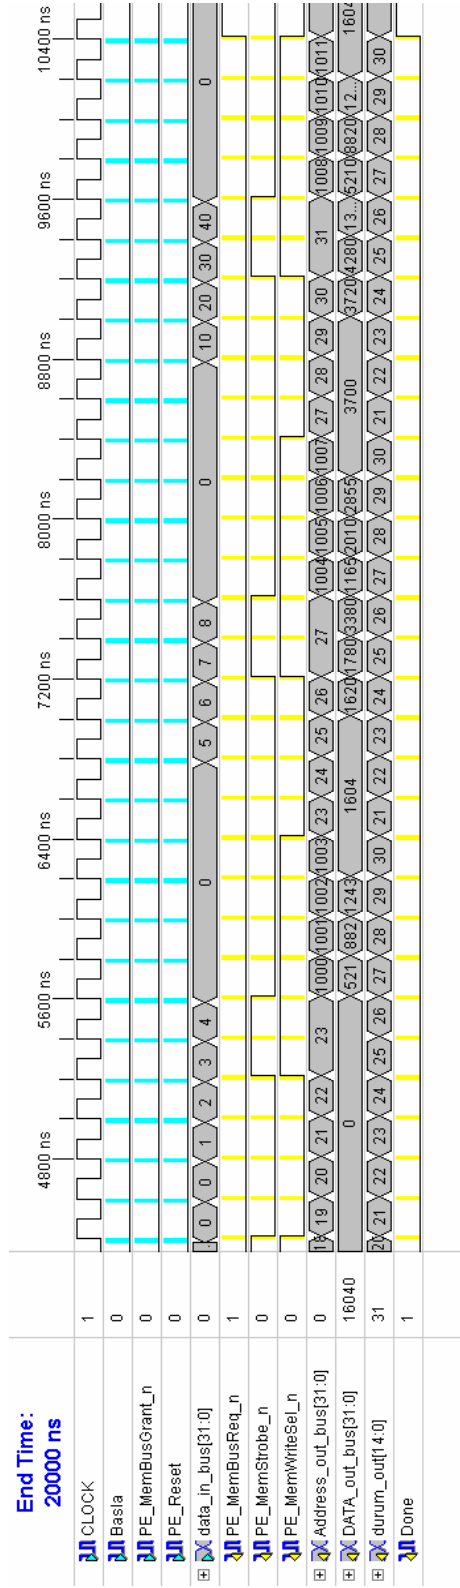 End Time:
20000 ns
4800 ns 5600 ns 6400 ns 7200 ns 8000 ns 8800 ns 9600 ns 10400 ns
CLOCK 1
Basla 0
PE_MemBusGrant_n 0
PE_Reset 0
data_in_bus[31:0] 0 0 0 1 2 3 4 0 5 6 7 8 0 10 20 30 40 0
PE_MemBusReq_n 1
PE_MemStrobe_n 0
PE_MemWriteSel_n 0
Address_out_bus[31:0] 0 18 19 20 21 22 23 1000 1001 1002 1003 23 24 25 26 27 1004 1005 1006 1007 27 28 29 30 31 1008 1009 1010 1011
DATA_out_bus[31:0] 16040 0 521 882 1243 1604 1620 1780 3380 1165 2010 2855 3700 3720 4280 13... 5210 8820 12... 1604
durum_out[14:0] 31 20 21 22 23 24 25 26 27 28 29 30 21 22 23 24 25 26 27 28 29 30 21 22 23 24 25 26 27 28 29 30
Done 1